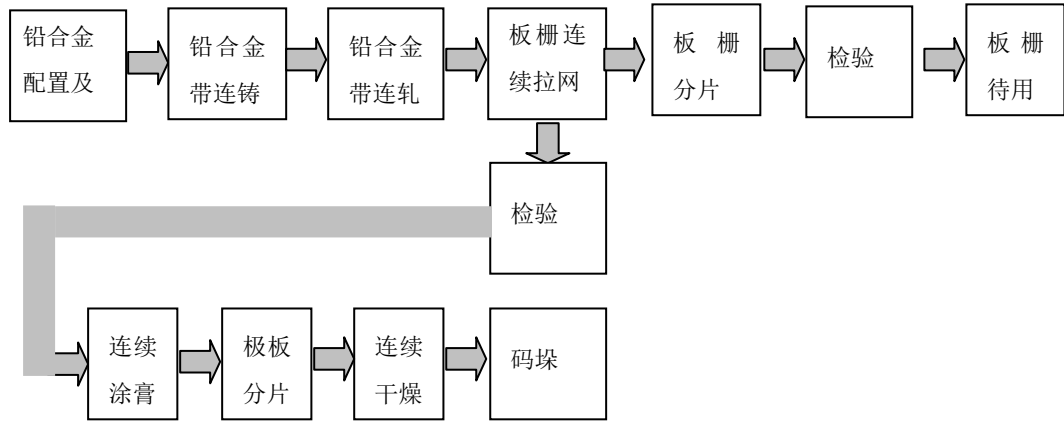 铅合金
配置及
铅合金
带连铸
铅合金
带连轧
板栅连
续拉网
板栅
分片
检验
板栅
待用
检验
连续
涂膏
极板
分片
连续
干燥
码垛